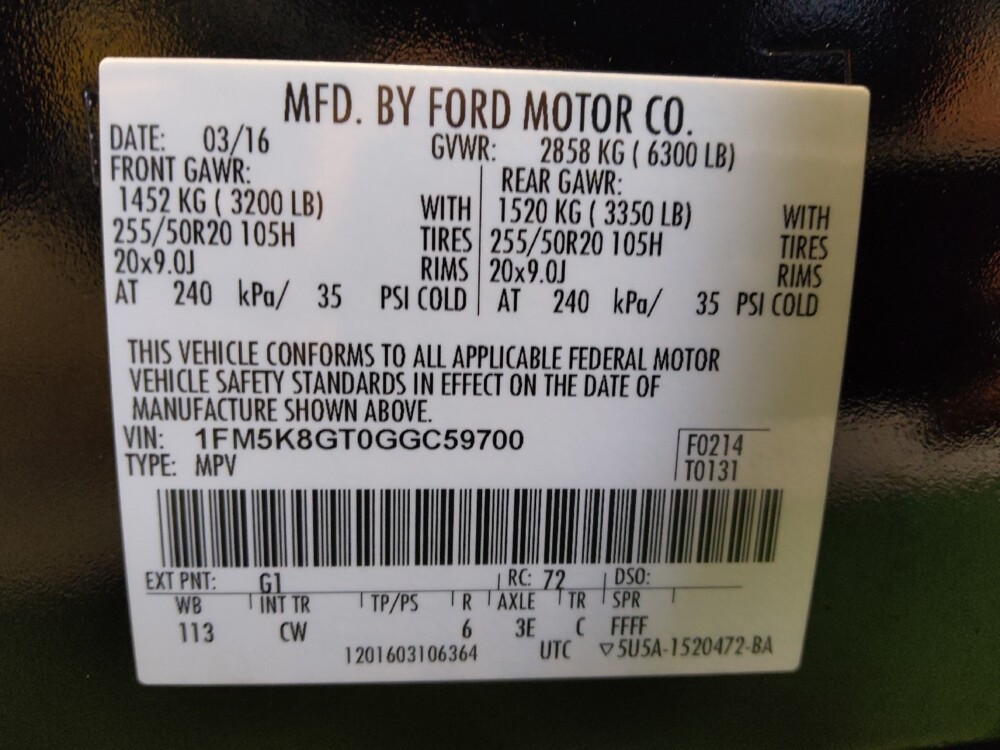 MFD. BY FORD MOTOR CO.
DATE: 03/16 GVWR: 2858 KG ( 6300 LB)
FRONT GAWR: REAR GAWR:
1452 KG ( 3200 LB) WITH 1520 KG ( 3350 LB) WITH
255/50R20 105H TIRES 255/50R20 105H TIRES
20x9.0J RIMS 20x9.0J RIMS
AT 240 kPa/ 35 PSI COLD AT 240 kPa/ 35 PSI COLD
THIS VEHICLE CONFORMS TO ALL APPLICABLE FEDERAL MOTOR
VEHICLE SAFETY STANDARDS IN EFFECT ON THE DATE OF
MANUFACTURE SHOWN ABOVE.
VIN: 1FM5K8GT0GGC59700 F0214
TYPE: MPV T0131
EXT PNT: G1 RC: 72 DSO:
WB INT TR TP/PS R AXLE TR SPR
113 CW 6 3E C FFFF
1201603106364 UTC ▽5U5A-1520472-BA